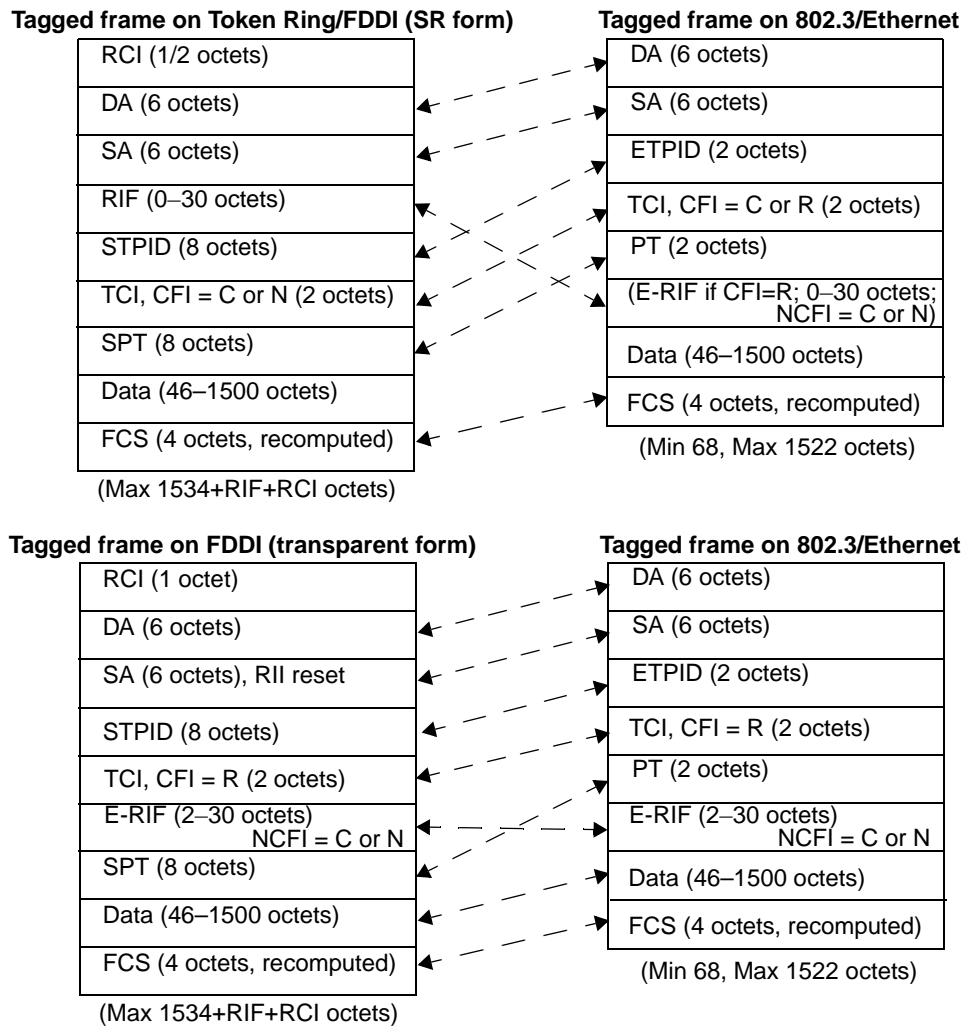 Tagged frame on Token Ring/FDDI (SR form)
RCI (1/2 octets)
DA (6 octets)
SA (6 octets)
RIF (0–30 octets)
STPID (8 octets)
TCI, CFI = C or N (2 octets)
SPT (8 octets)
Data (46–1500 octets)
FCS (4 octets, recomputed)
(Max 1534+RIF+RCI octets)
Tagged frame on 802.3/Ethernet
DA (6 octets)
SA (6 octets)
ETPID (2 octets)
TCI, CFI = C or R (2 octets)
PT (2 octets)
(E-RIF if CFI=R; 0–30 octets;
NCFI = C or N)
Data (46–1500 octets)
FCS (4 octets, recomputed)
(Min 68, Max 1522 octets)
Tagged frame on FDDI (transparent form)
RCI (1 octet)
DA (6 octets)
SA (6 octets), RII reset
STPID (8 octets)
TCI, CFI = R (2 octets)
E-RIF (2–30 octets)
NCFI = C or N
SPT (8 octets)
Data (46–1500 octets)
FCS (4 octets, recomputed)
(Max 1534+RIF+RCI octets)
Tagged frame on 802.3/Ethernet
DA (6 octets)
SA (6 octets)
ETPID (2 octets)
TCI, CFI = R (2 octets)
PT (2 octets)
E-RIF (2–30 octets)
NCFI = C or N
Data (46–1500 octets)
FCS (4 octets, recomputed)
(Min 68, Max 1522 octets)